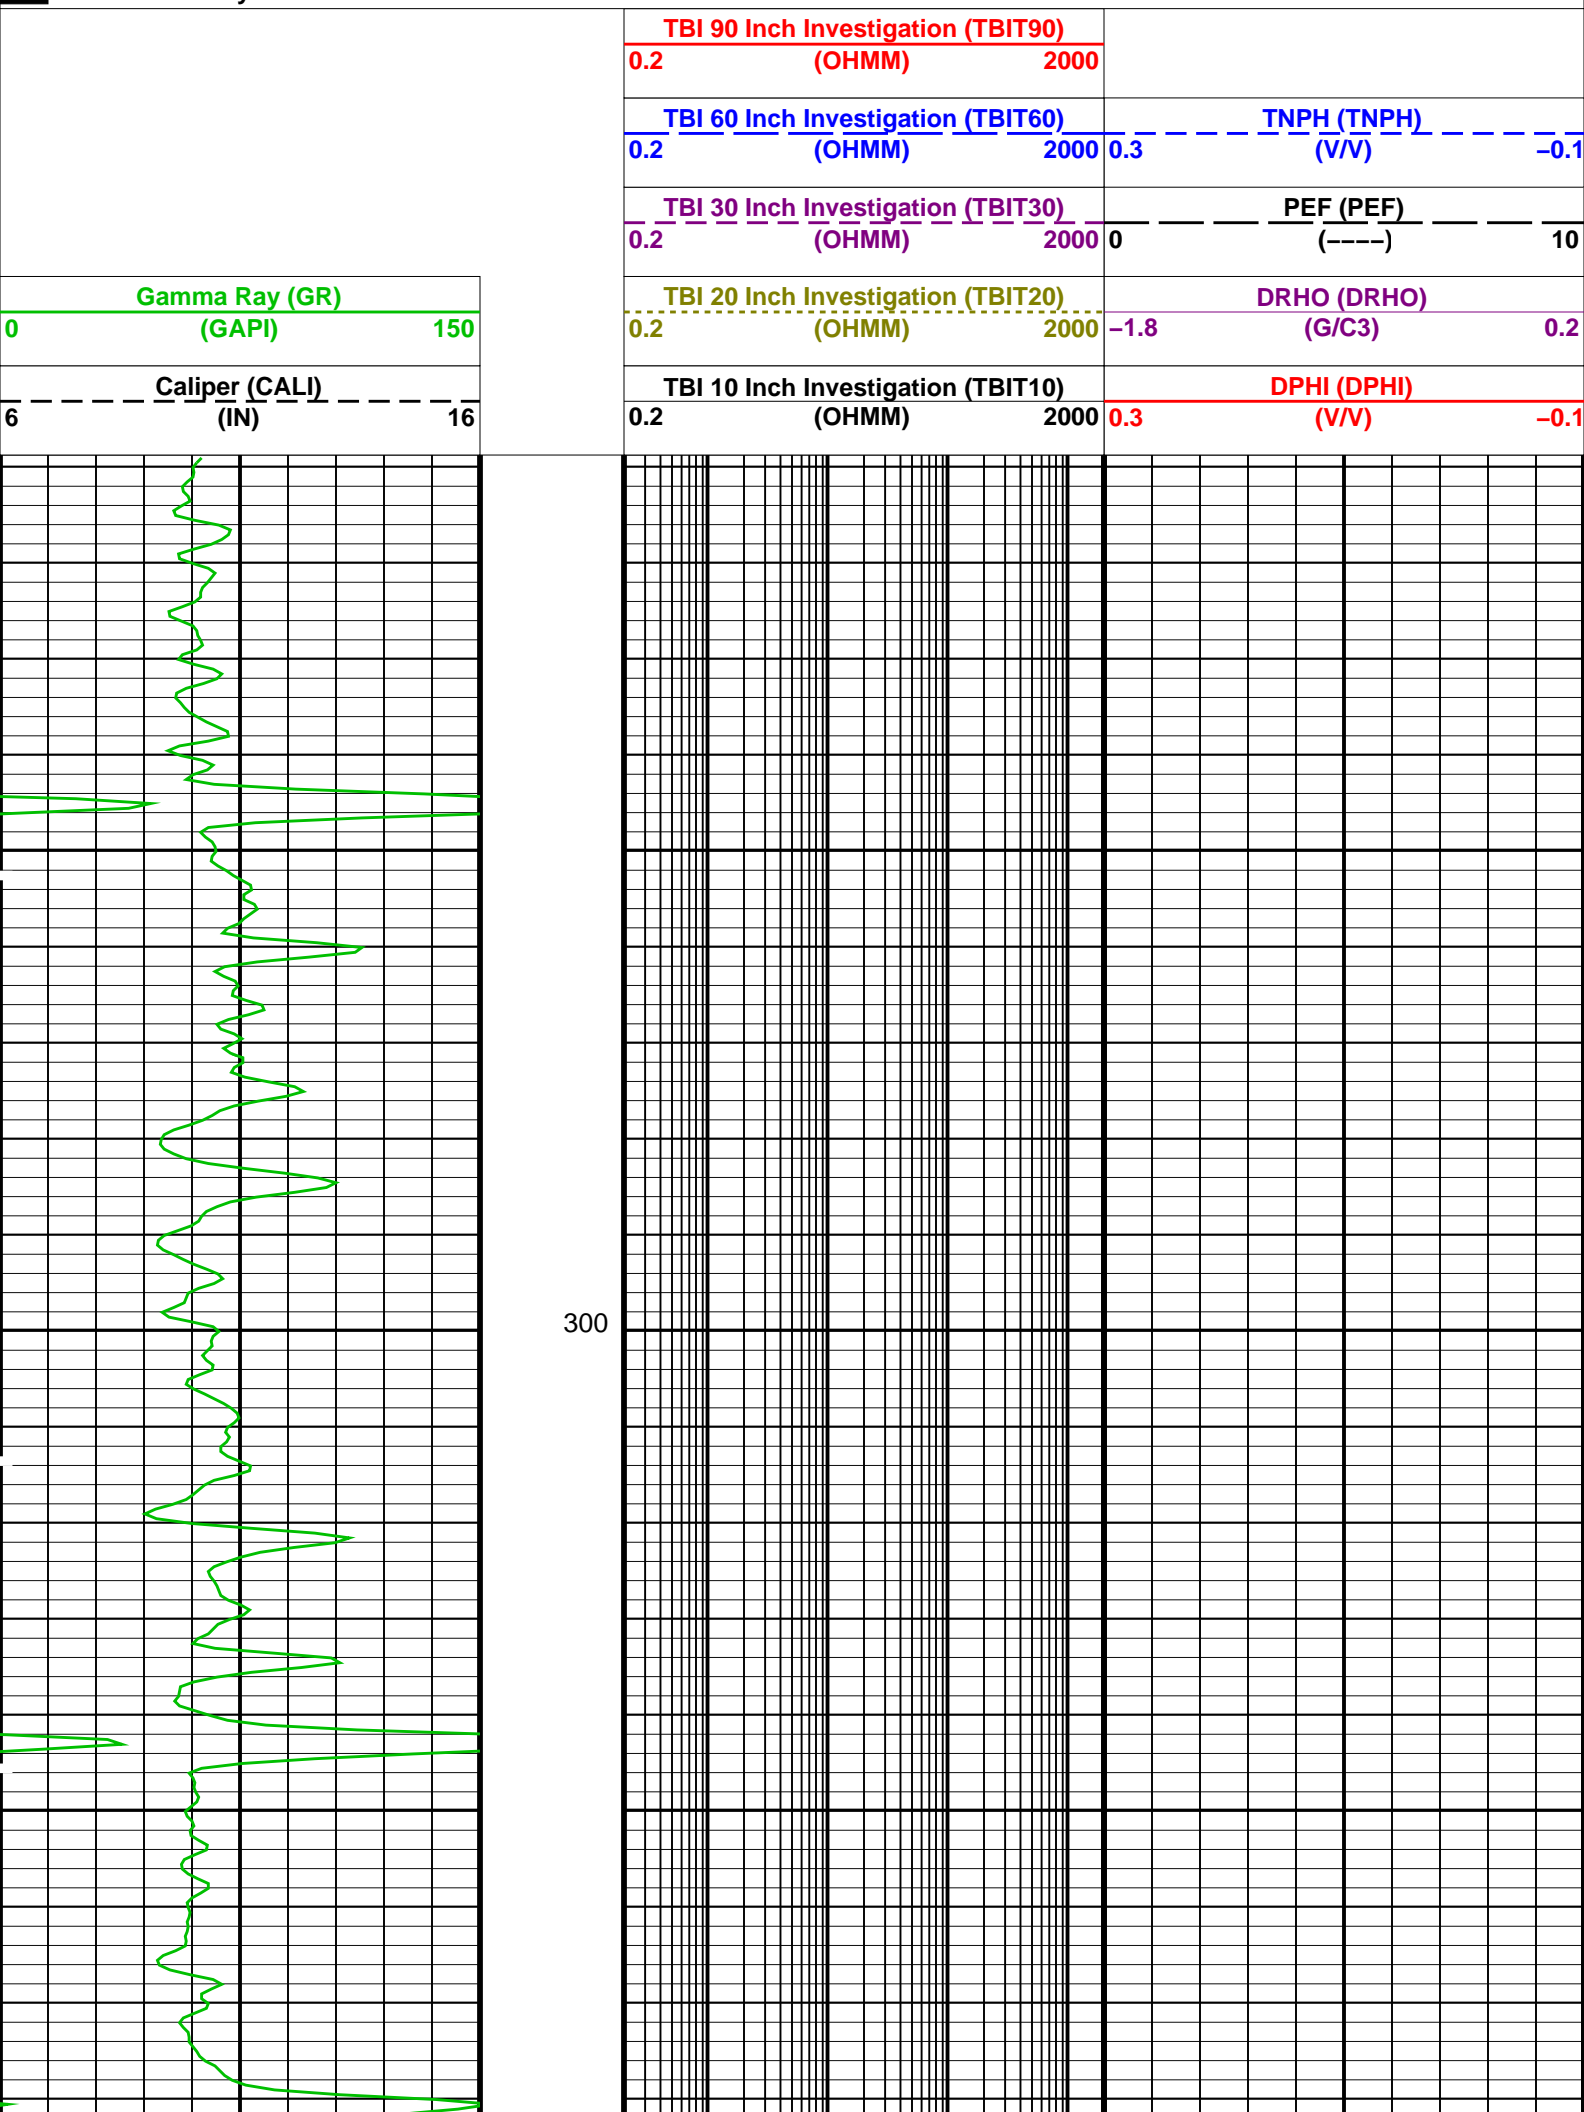 TBI 90 Inch Investigation (TBIT90)
0.2 (OHMM) 2000
TBI 60 Inch Investigation (TBIT60)
0.2 (OHMM) 2000
TNPH (TNPH)
0.3 (V/V) −0.1
TBI 30 Inch Investigation (TBIT30)
0.2 (OHMM) 2000
PEF (PEF)
0 (−−−−) 10
Gamma Ray (GR)
0 (GAPI) 150
TBI 20 Inch Investigation (TBIT20)
0.2 (OHMM) 2000
DRHO (DRHO)
−1.8 (G/C3) 0.2
Caliper (CALI)
6 (IN) 16
TBI 10 Inch Investigation (TBIT10)
0.2 (OHMM) 2000
DPHI (DPHI)
0.3 (V/V) −0.1
300